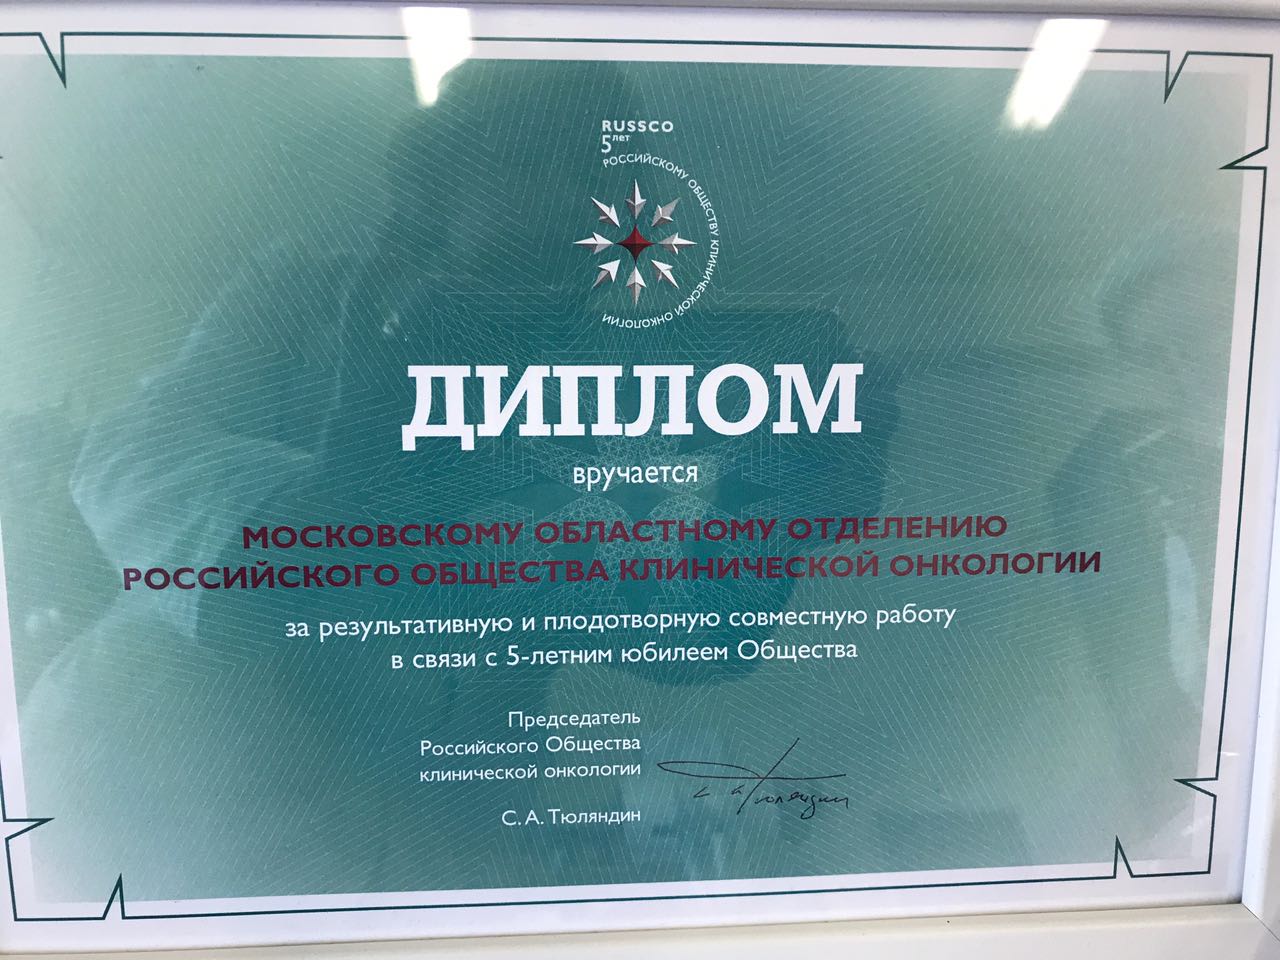 RUSSCO
5 лет
РОССИЙСКОМУ ОБЩЕСТВУ КЛИНИЧЕСКОЙ ОНКОЛОГИИ
ДИПЛОМ
вручается
МОСКОВСКОМУ ОБЛАСТНОМУ ОТДЕЛЕНИЮ
РОССИЙСКОГО ОБЩЕСТВА КЛИНИЧЕСКОЙ ОНКОЛОГИИ
за результативную и плодотворную совместную работу
в связи с 5-летним юбилеем Общества
Председатель
Российского Общества
клинической онкологии
С. А. Тюляндин